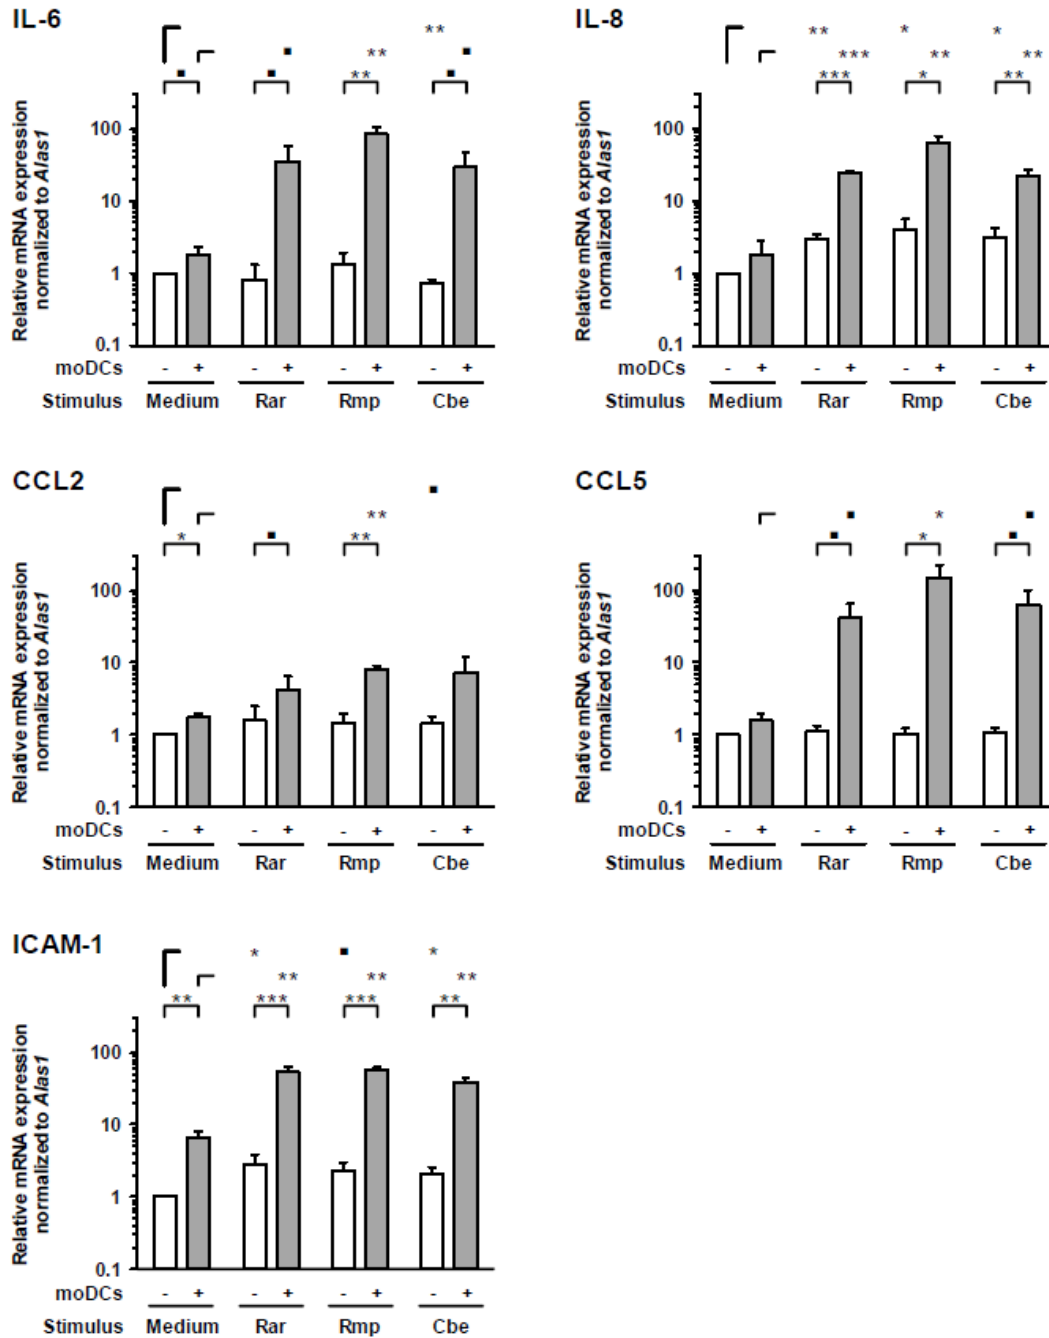 IL-6
** 
■ ** ■
■ ■ ** ■
Relative mRNA expression
normalized to Alas1
100
10
1
0.1
moDCs - + - + - + - +
Stimulus Medium Rar Rmp Cbe
IL-8
** * *
*** ** **
*** * **
Relative mRNA expression
normalized to Alas1
100
10
1
0.1
moDCs - + - + - + - +
Stimulus Medium Rar Rmp Cbe
CCL2
■
**
* ■ **
Relative mRNA expression
normalized to Alas1
100
10
1
0.1
moDCs - + - + - + - +
Stimulus Medium Rar Rmp Cbe
CCL5
■ * ■
■ * ■
Relative mRNA expression
normalized to Alas1
100
10
1
0.1
moDCs - + - + - + - +
Stimulus Medium Rar Rmp Cbe
ICAM-1
* ■ *
** ** **
** *** *** **
Relative mRNA expression
normalized to Alas1
100
10
1
0.1
moDCs - + - + - + - +
Stimulus Medium Rar Rmp Cbe